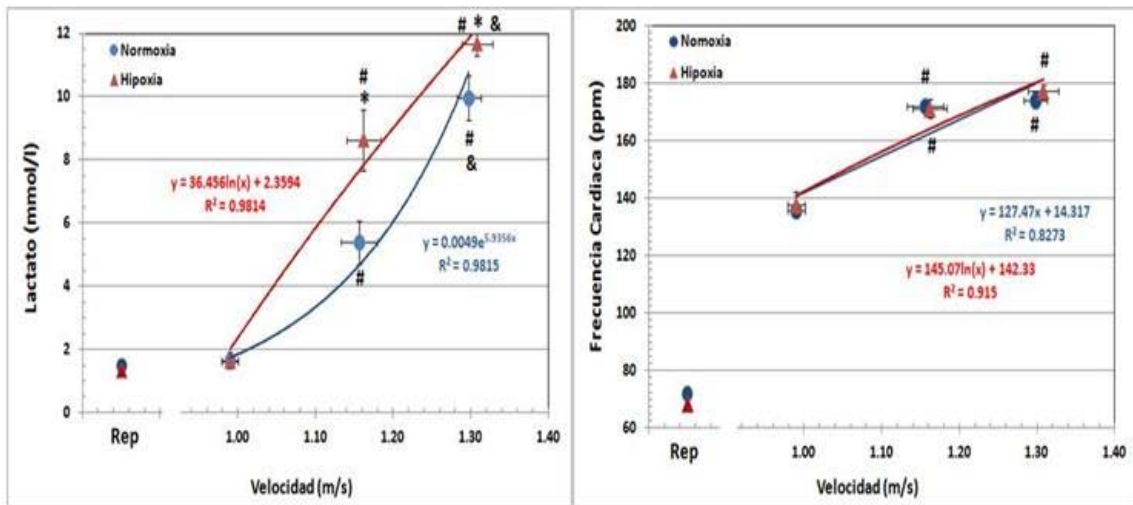 12
10
8
6
4
2
0
Lactato (mmol/l)
Normoxia
Hipoxia
# * &
#
*
#
&
#
y = 36.456ln(x) + 2.3594
R² = 0.9814
y = 0.0049e^5.9356x
R² = 0.9815
Rep
1.00
1.10
1.20
1.30
1.40
Velocidad (m/s)
200
180
160
140
120
100
80
60
Frecuencia Cardiaca (ppm)
Nomoxia
Hipoxia
#
#
#
#
y = 127.47x + 14.317
R² = 0.8273
y = 145.07ln(x) + 142.33
R² = 0.915
Rep
1.00
1.10
1.20
1.30
1.40
Velocidad (m/s)